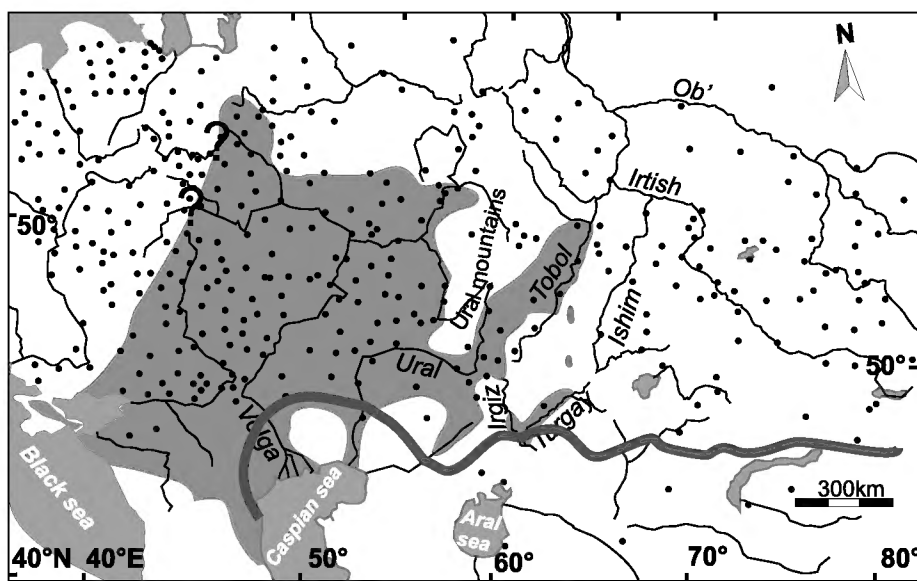 N
Ob'
?
Irtish
?
50°
Ural mountains
Tobol
Ishim
50°
Ural
Irgiz
Turgay
Volga
Black sea
Caspian sea
Aral sea
300km
40°N 40°E 50° 60° 70° 80°